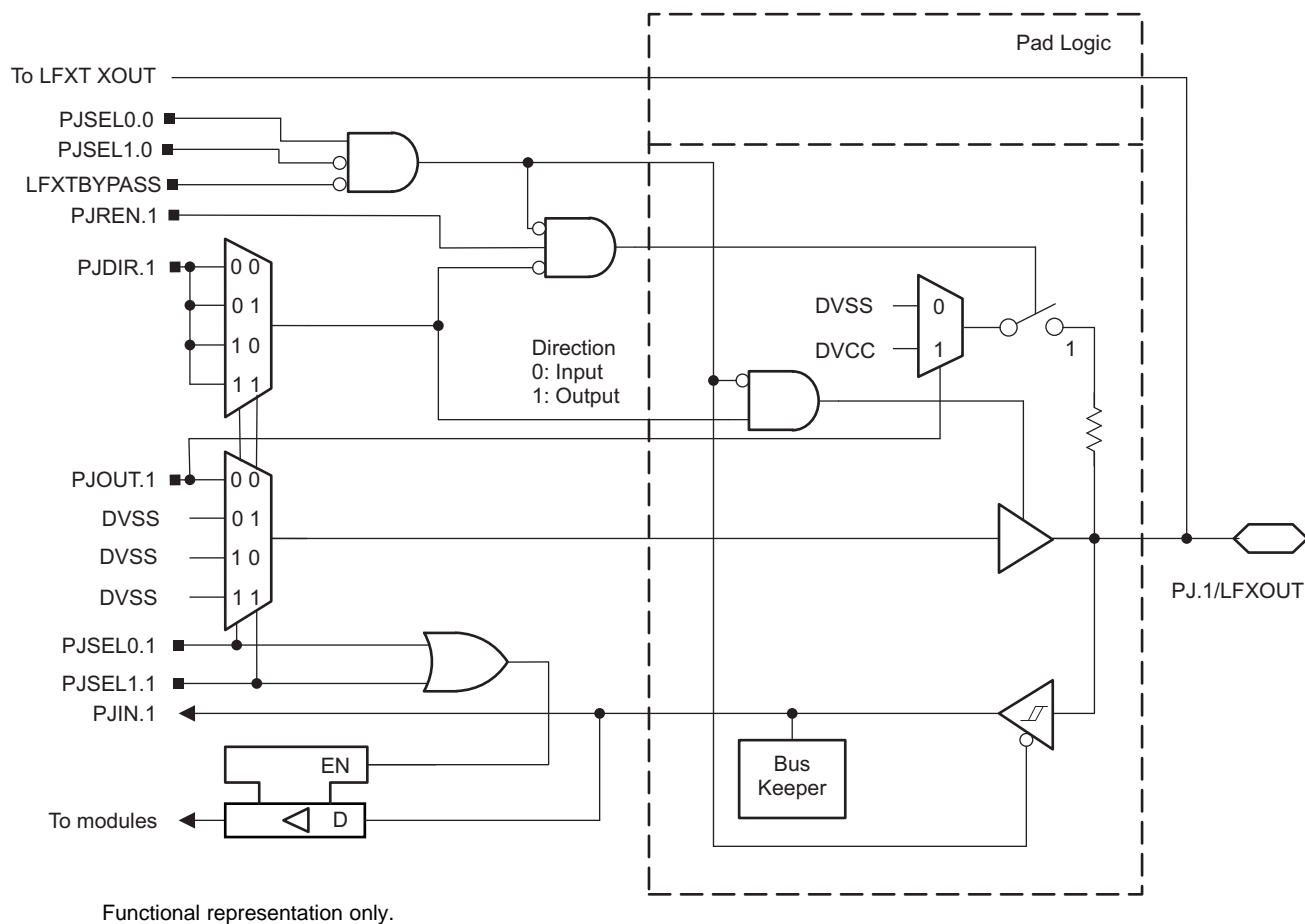 Pad Logic
To LFXT XOUT
PJSEL0.0
PJSEL1.0
LFXTBYPASS
PJREN.1
PJDIR.1
0 0
0 1
1 0
1 1
Direction
0: Input
1: Output
DVSS
0
DVCC
1
1
PJOUT.1
0 0
DVSS
0 1
DVSS
1 0
DVSS
1 1
PJ.1/LFXOUT
PJSEL0.1
PJSEL1.1
PJIN.1
EN
Bus
Keeper
To modules
D
Functional representation only.